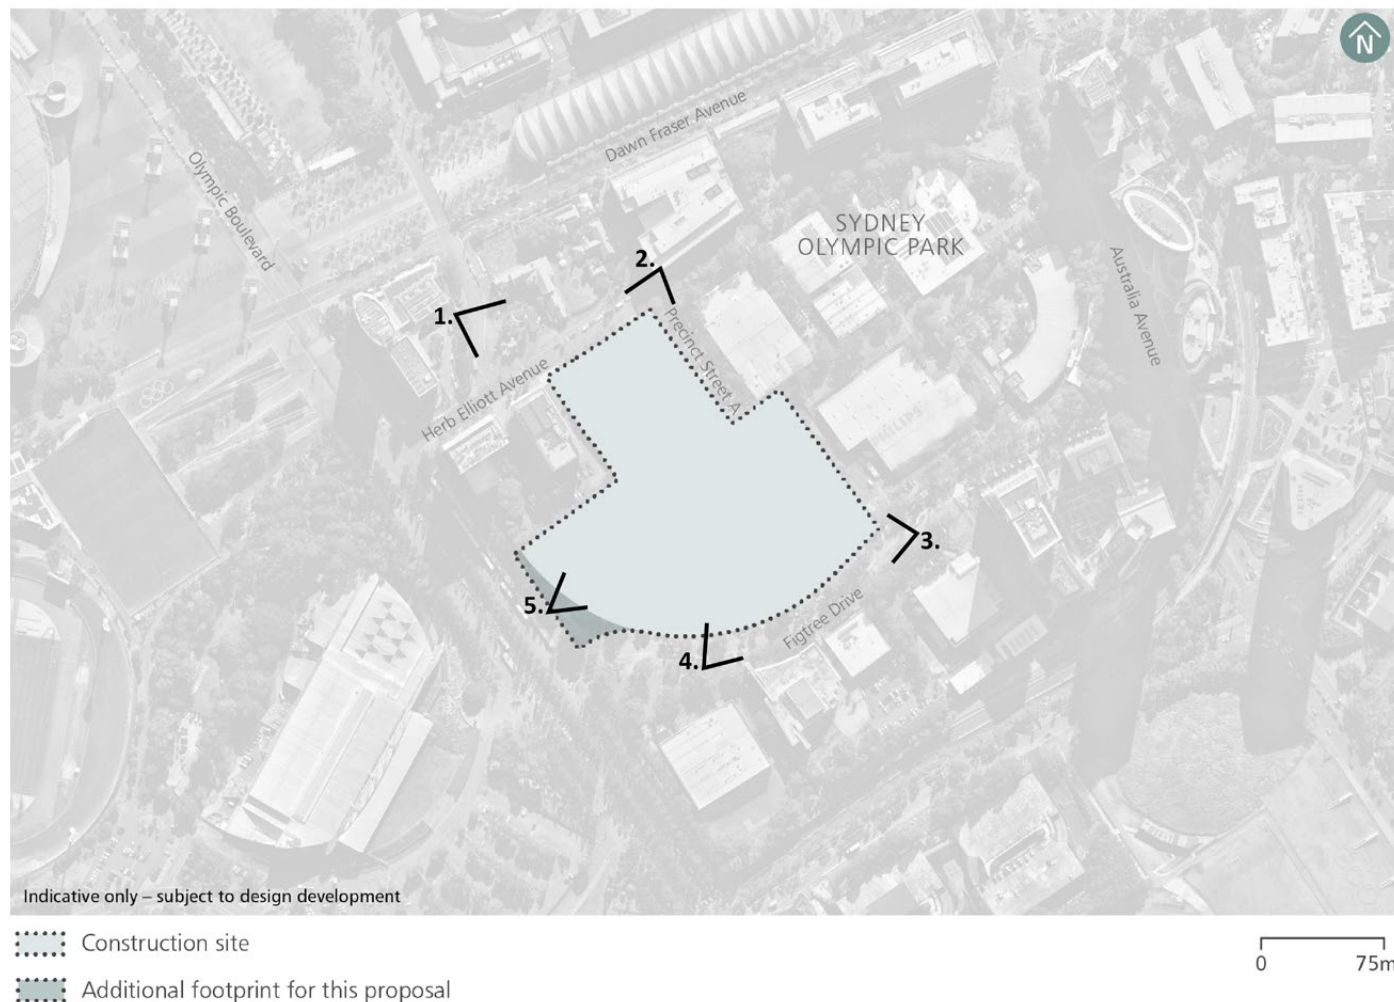 N
Dawn Fraser Avenue
Olympic Boulevard
SYDNEY
OLYMPIC PARK
Australia Avenue
2.
1.
Precinct Street A
Herb Elliott Avenue
PHILIPS
3.
5.
Figtree Drive
4.
Indicative only – subject to design development
Construction site
0 75m
Additional footprint for this proposal